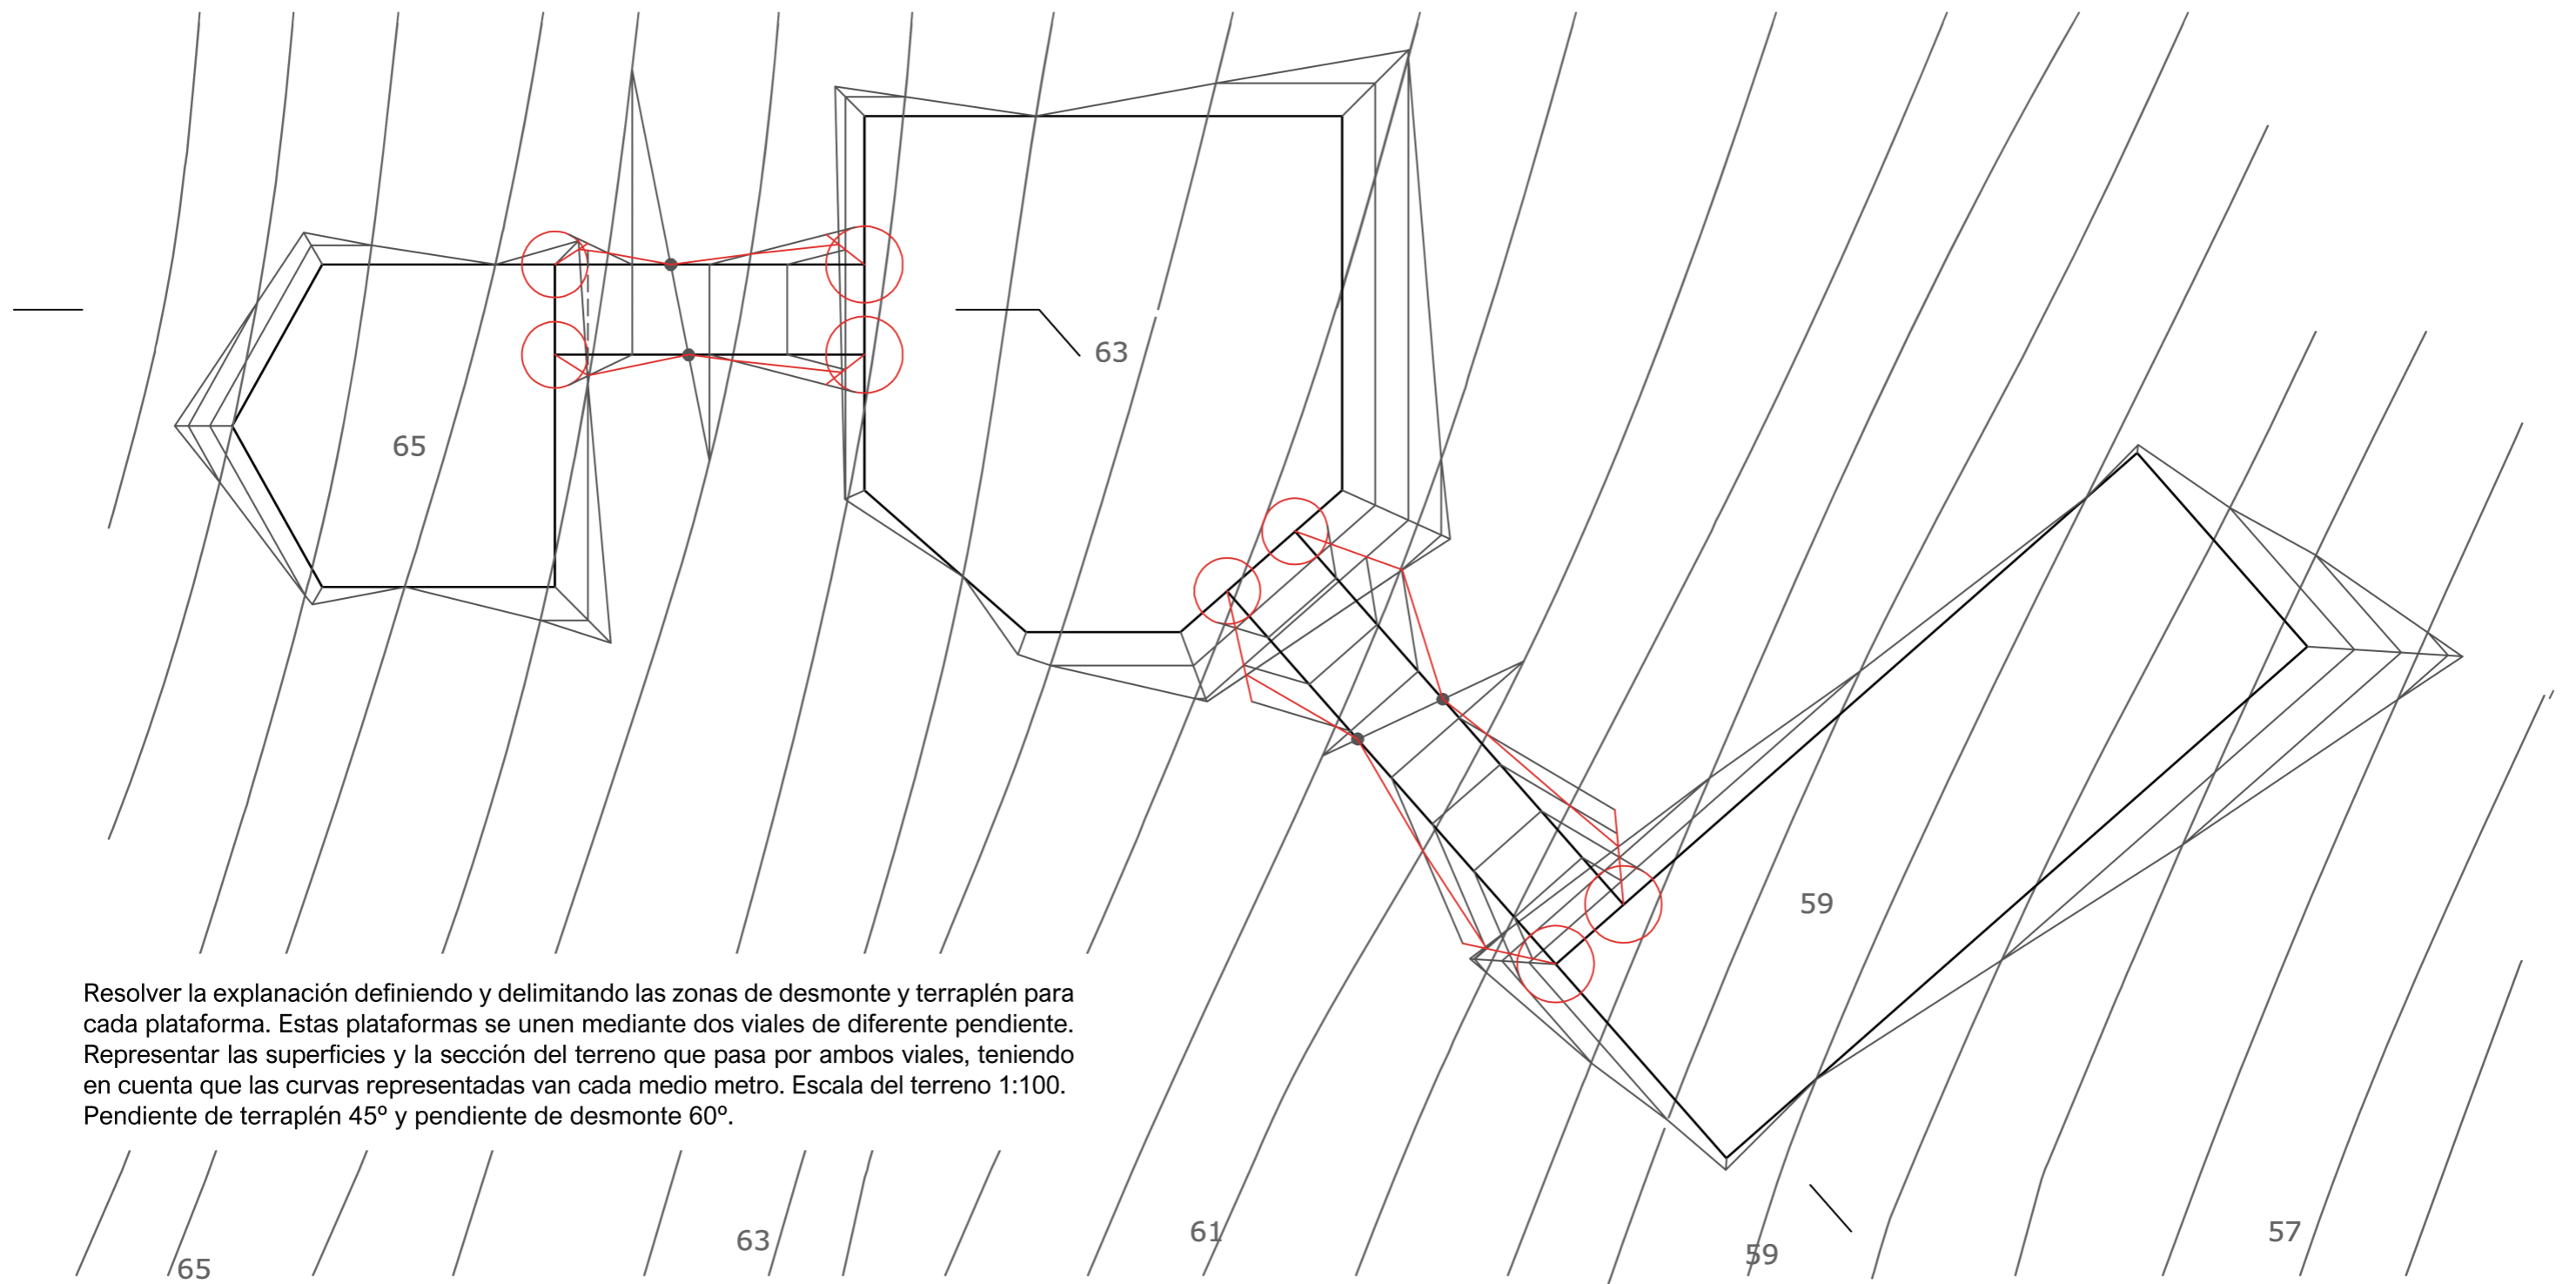 63
65
59
Resolver la explanación definiendo y delimitando las zonas de desmonte y terraplén para
cada plataforma. Estas plataformas se unen mediante dos viales de diferente pendiente.
Representar las superficies y la sección del terreno que pasa por ambos viales, teniendo
en cuenta que las curvas representadas van cada medio metro. Escala del terreno 1:100.
Pendiente de terraplén 45º y pendiente de desmonte 60º.
65
63
61
59
57